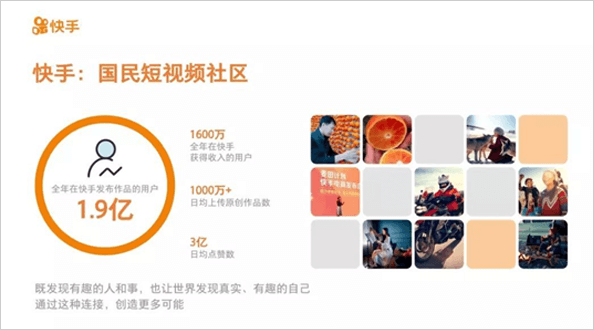 快手
快手：国民短视频社区
全年在快手发布作品的用户
1.9亿
1600万
全年在快手
获得收入的用户
1000万+
日均上传原创作品数
3亿
日均点赞数
既发现有趣的人和事，也让世界发现真实、有趣的自己
通过这种连接，创造更多可能